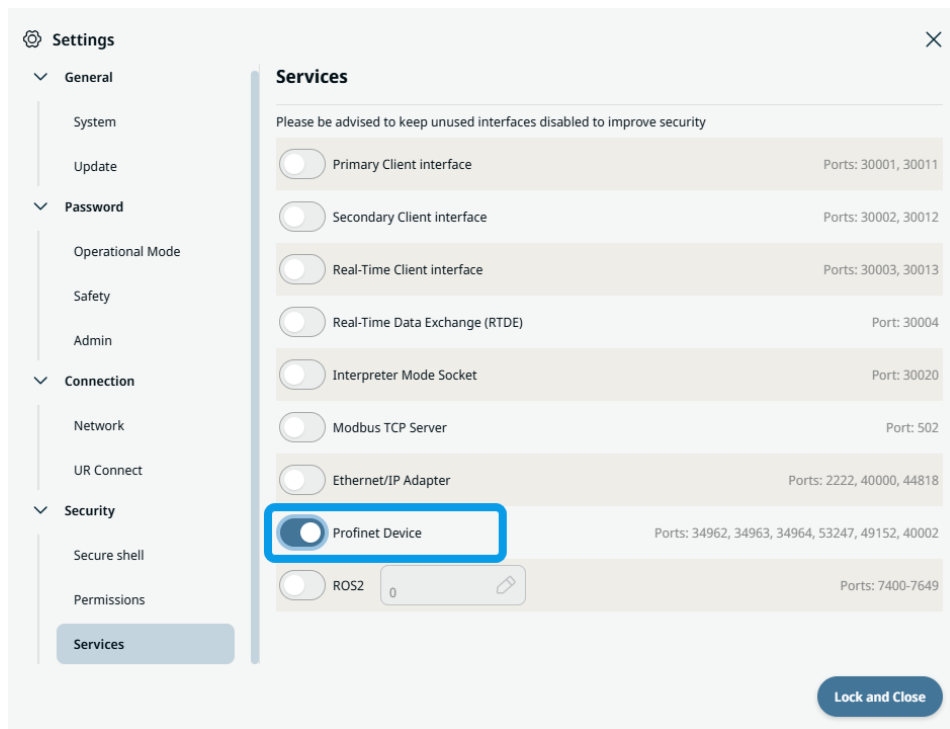 Settings
General
System
Update
Password
Operational Mode
Safety
Admin
Connection
Network
UR Connect
Security
Secure shell
Permissions
Services
Services
Please be advised to keep unused interfaces disabled to improve security
Primary Client interface Ports: 30001, 30011
Secondary Client interface Ports: 30002, 30012
Real-Time Client interface Ports: 30003, 30013
Real-Time Data Exchange (RTDE) Port: 30004
Interpreter Mode Socket Port: 30020
Modbus TCP Server Port: 502
Ethernet/IP Adapter Ports: 2222, 40000, 44818
Profinet Device Ports: 34962, 34963, 34964, 53247, 49152, 40002
ROS2 0 Ports: 7400-7649
Lock and Close